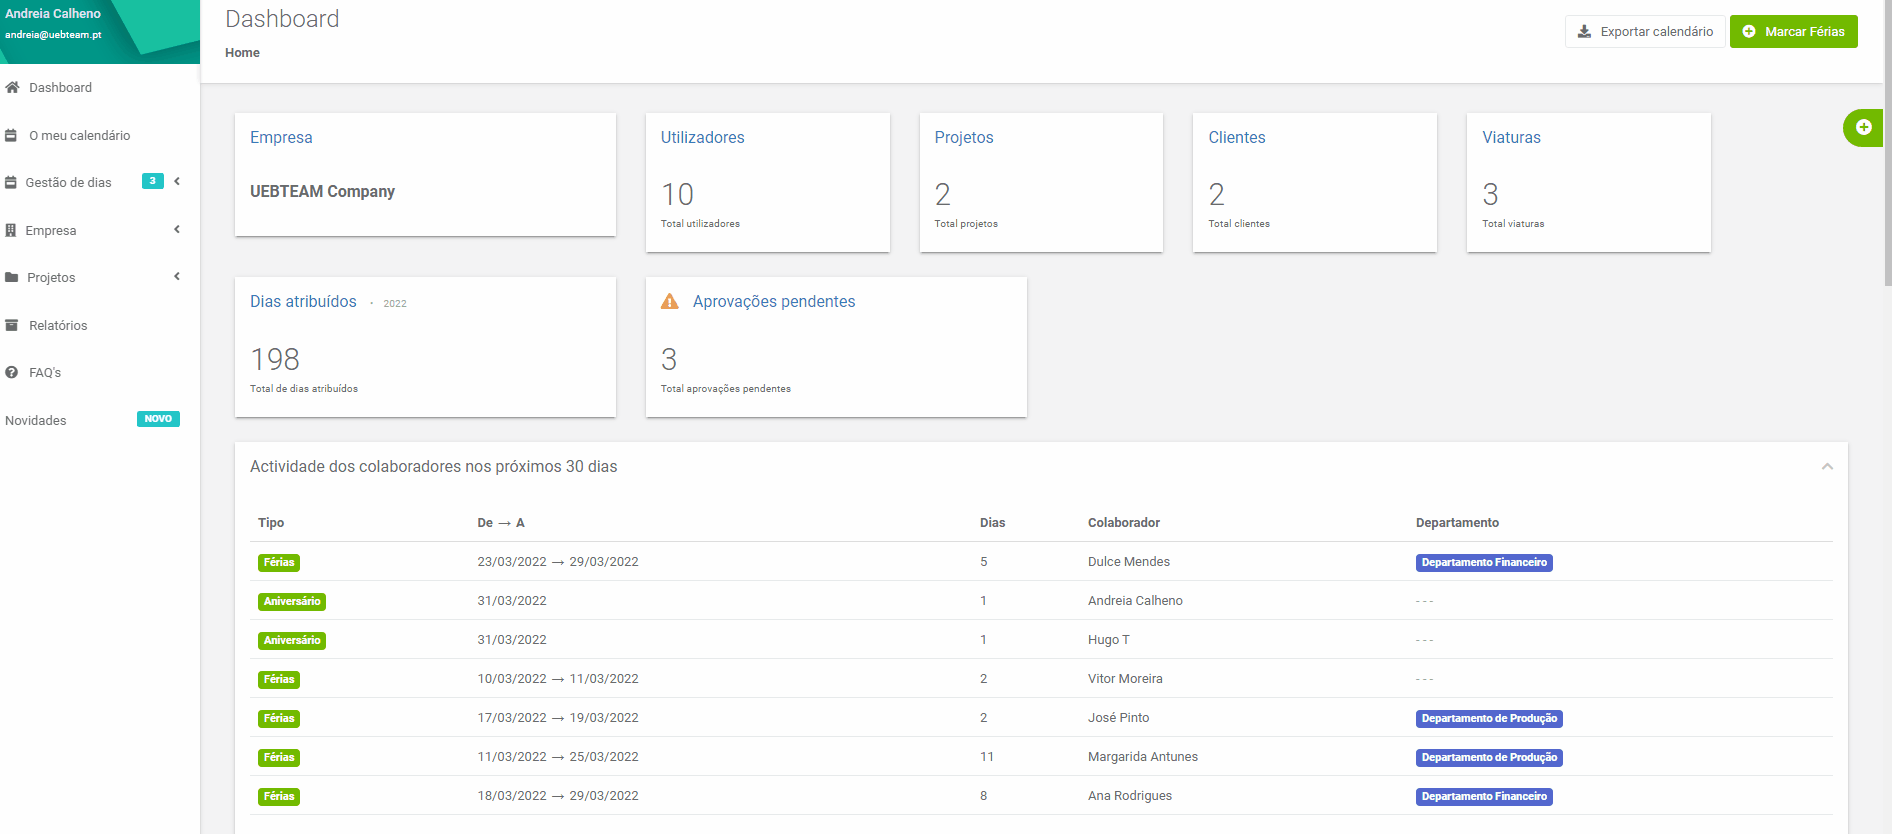 Andreia Calheno
andreia@uebteam.pt
Dashboard
O meu calendário
Gestão de dias 3
Empresa
Projetos
Relatórios
FAQ's
Novidades NOVO
Dashboard
Home
Exportar calendário
Marcar Férias
Empresa
UEBTEAM Company
Utilizadores
10
Total utilizadores
Projetos
2
Total projetos
Clientes
2
Total clientes
Viaturas
3
Total viaturas
Dias atribuídos · 2022
198
Total de dias atribuídos
Aprovações pendentes
3
Total aprovações pendentes
Actividade dos colaboradores nos próximos 30 dias
Tipo De → A Dias Colaborador Departamento
Férias 23/03/2022 → 29/03/2022 5 Dulce Mendes Departamento Financeiro
Aniversário 31/03/2022 1 Andreia Calheno ---
Aniversário 31/03/2022 1 Hugo T ---
Férias 10/03/2022 → 11/03/2022 2 Vitor Moreira ---
Férias 17/03/2022 → 19/03/2022 2 José Pinto Departamento de Produção
Férias 11/03/2022 → 25/03/2022 11 Margarida Antunes Departamento de Produção
Férias 18/03/2022 → 29/03/2022 8 Ana Rodrigues Departamento Financeiro